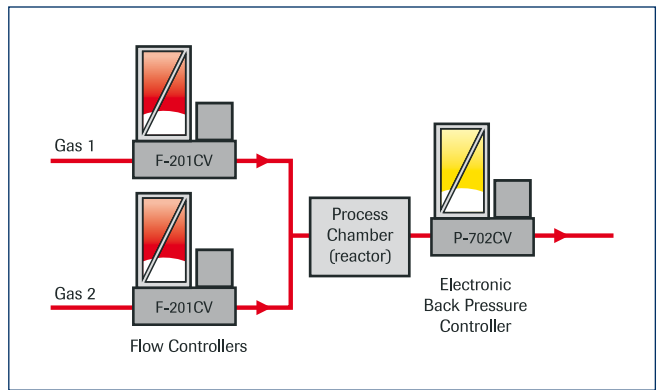 Gas 1
F-201CV
Gas 2
F-201CV
Flow Controllers
Process
Chamber
(reactor)
P-702CV
Electronic
Back Pressure
Controller